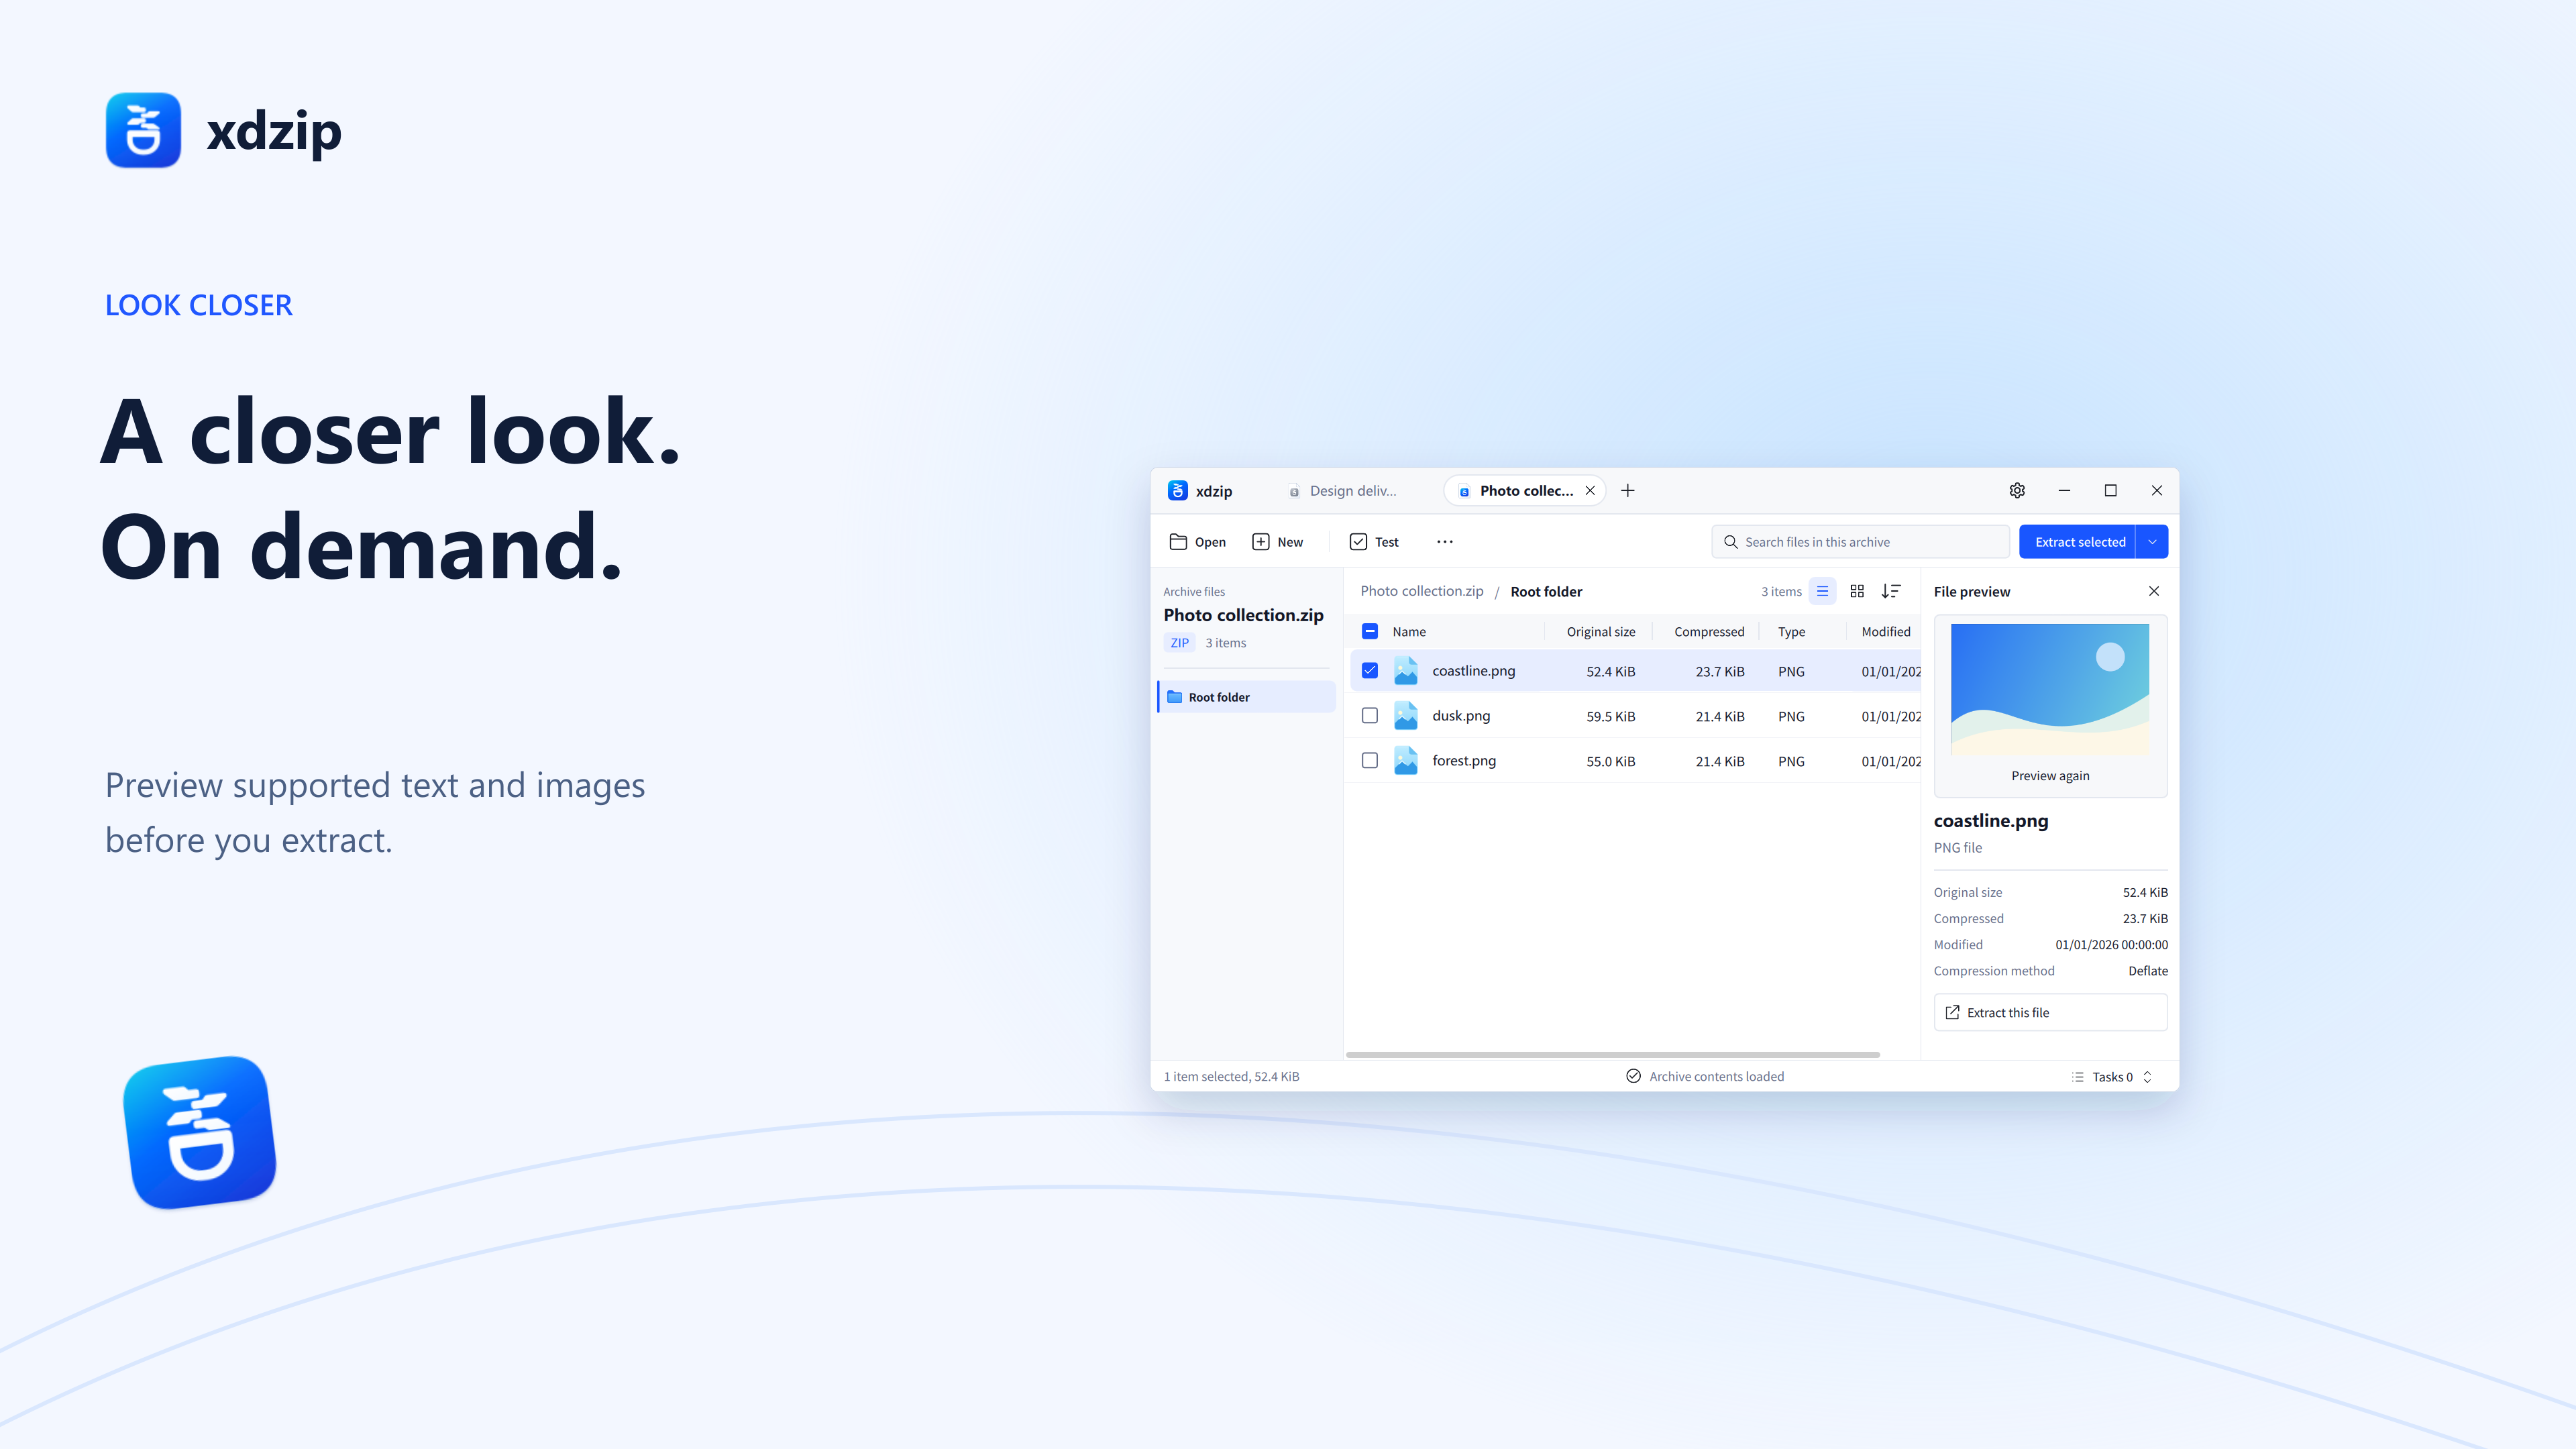 xdzip
LOOK CLOSER
A closer look.
On demand.
Preview supported text and images
before you extract.
xdzip
Design deliv...
Photo collec...
Open
New
Test
Search files in this archive
Extract selected
Archive files
Photo collection.zip
ZIP 3 items
Root folder
Photo collection.zip / Root folder
3 items
Name Original size Compressed Type Modified
coastline.png 52.4 KiB 23.7 KiB PNG 01/01/202
dusk.png 59.5 KiB 21.4 KiB PNG 01/01/202
forest.png 55.0 KiB 21.4 KiB PNG 01/01/202
File preview
Preview again
coastline.png
PNG file
Original size 52.4 KiB
Compressed 23.7 KiB
Modified 01/01/2026 00:00:00
Compression method Deflate
Extract this file
1 item selected, 52.4 KiB
Archive contents loaded
Tasks 0